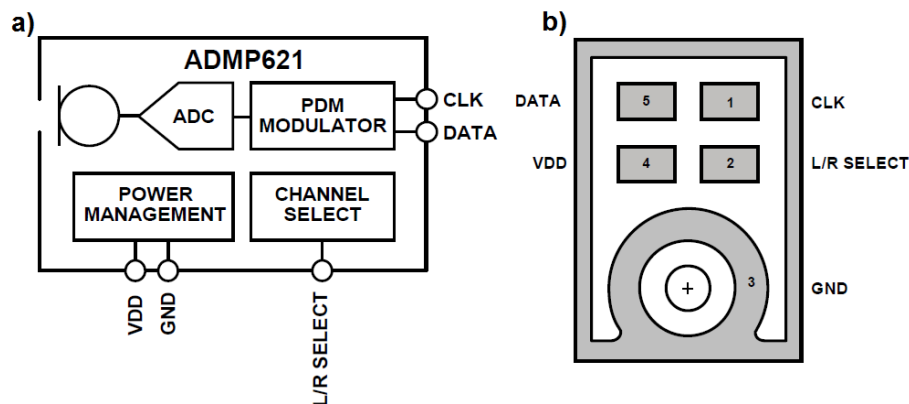 a)
ADMP621
ADC
PDM
MODULATOR
CLK
DATA
POWER
MANAGEMENT
CHANNEL
SELECT
VDD
GND
L/R SELECT
b)
DATA
5
1
CLK
VDD
4
2
L/R SELECT
3
GND